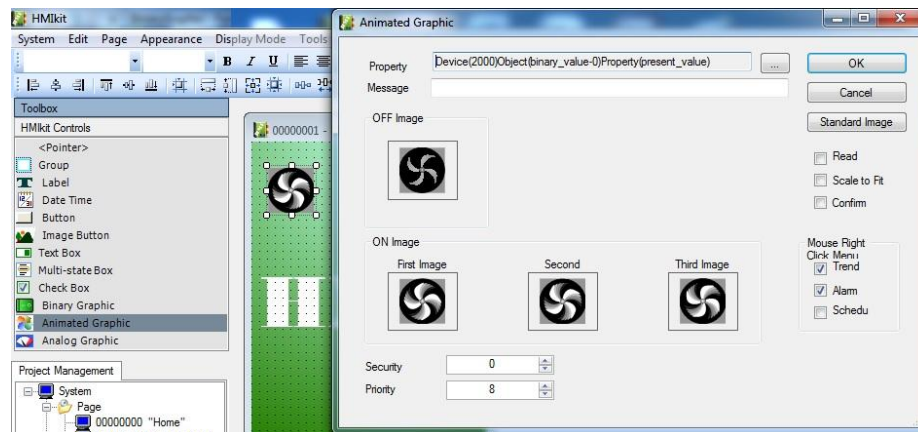 HMIkit
System Edit Page Appearance Display Mode Tools
B I U
Toolbox
HMIkit Controls
<Pointer>
Group
Label
Date Time
Button
Image Button
Text Box
Multi-state Box
Check Box
Binary Graphic
Animated Graphic
Analog Graphic
Project Management
System
Page
00000000 "Home"
00000001 -
Animated Graphic
Property Device(2000)Object(binary_value-0)Property(present_value) ...
Message
OFF Image
ON Image
First Image Second Third Image
Security 0
Priority 8
OK
Cancel
Standard Image
Read
Scale to Fit
Confirm
Mouse Right
Click Menu
Trend
Alarm
Schedu